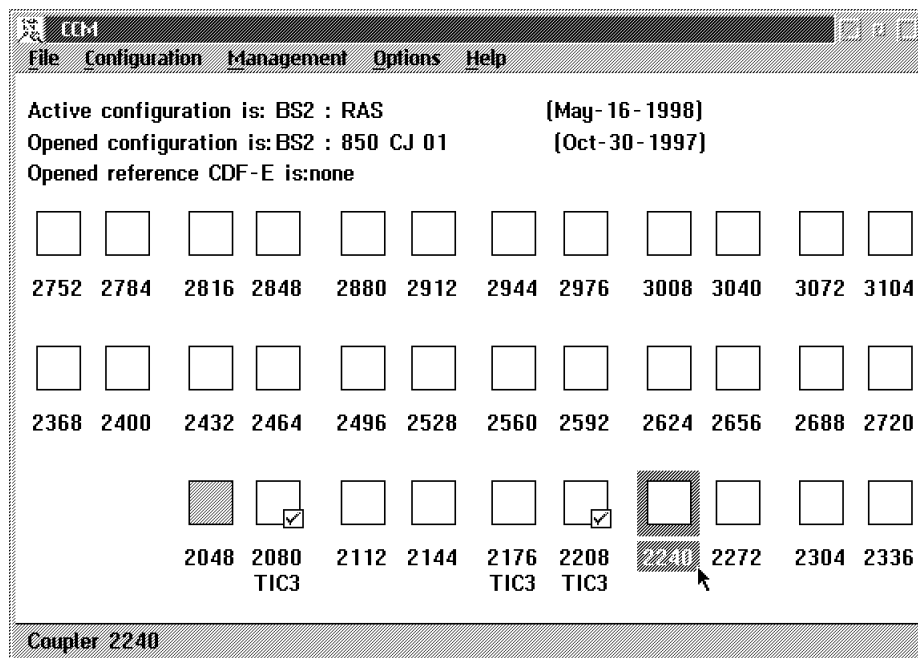 CCM
File Configuration Management Options Help
Active configuration is: BS2 : RAS (May-16-1998)
Opened configuration is: BS2 : 850 CJ 01 (Oct-30-1997)
Opened reference CDF-E is:none
2752 2784 2816 2848 2880 2912 2944 2976 3008 3040 3072 3104
2368 2400 2432 2464 2496 2528 2560 2592 2624 2656 2688 2720
2048 2080 2112 2144 2176 2208 2240 2272 2304 2336
TIC3 TIC3 TIC3
Coupler 2240